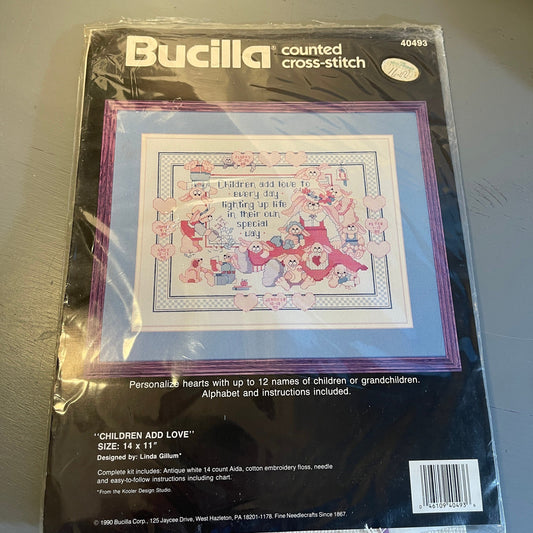 Bucilla® counted
cross-stitch
40493
Children add love to
· every day ·
lighting up life
in their own
special
· way ·
JENNIFER
Personalize hearts with up to 12 names of children or grandchildren.
Alphabet and instructions included.
"CHILDREN ADD LOVE"
SIZE: 14 x 11"
Designed by: Linda Gillum*
Complete kit includes: Antique white 14 count Aida, cotton embroidery floss, needle
and easy-to-follow instructions including chart.
*From the Kooler Design Studio.
© 1990 Bucilla Corp., 125 Jaycee Drive, West Hazleton, PA 18201-1178. Fine Needlecrafts Since 1867.
0 46109 40493 6